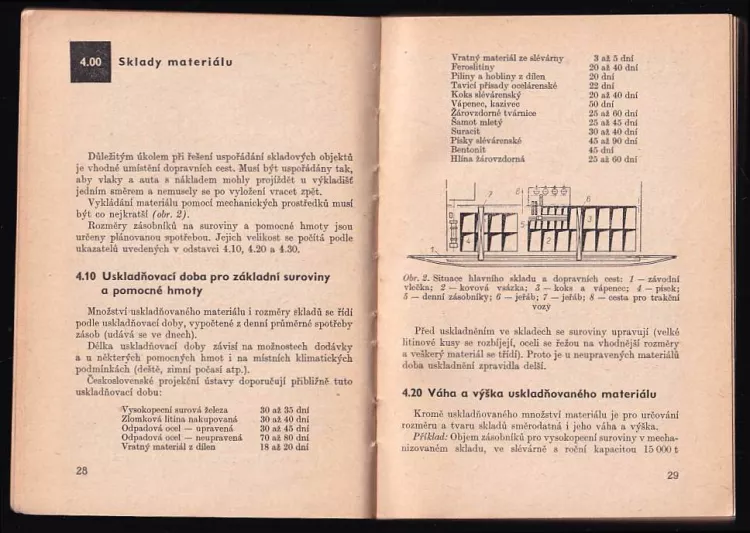 4.00 Sklady materiálu
Důležitým úkolem při řešení uspořádání skladových objektů
je vhodné umístění dopravních cest. Musí být uspořádány tak,
aby vlaky a auta s nákladem mohly projíždět u výkladišť
jedním směrem a nemusely se po vyložení vracet zpět.
Vykládání materiálu pomocí mechanických prostředků musí
být co nejkratší (obr. 2).
Rozměry zásobníků na suroviny a pomocné hmoty jsou
určeny plánovanou spotřebou. Jejich velikost se počítá podle
ukazatelů uvedených v odstavci 4.10, 4.20 a 4.30.
4.10 Uskladňovací doba pro základní suroviny
a pomocné hmoty
Množství uskladňovaného materiálu a rozměry skladů se řídí
podle uskladňovací doby, vypočtené z denní průměrné spotřeby
zásob (udává se ve dnech).
Délka uskladňovací doby závisí na možnostech dodávky
a u některých pomocných hmot i na místních klimatických
podmínkách (deště, zimní počasí atp.).
Československé projekční ústavy doporučují přibližně tuto
uskladňovací dobu:
Vysokopecní surová železa 30 až 35 dní
Zlomková litina nakupovaná 30 až 40 dní
Odpadová ocel — upravená 30 až 45 dní
Odpadová ocel — neupravená 70 až 80 dní
Vratný materiál z dílen 18 až 20 dní
28
Vratný materiál ze slévárny 3 až 5 dní
Feroslitiny 20 až 40 dní
Piliny a hobliny z dílen 20 dní
Tavicí přísady ocelárenské 22 dní
Koks slévárenský 20 až 40 dní
Vápenec, kazivec 50 dní
Žárovzdorné tvárnice 25 až 60 dní
Šamot mletý 25 až 45 dní
Suracit 30 až 40 dní
Písky slévárenské 45 až 90 dní
Bentonit 45 dní
Hlína žárovzdorná 25 až 60 dní
7
8
6
5
2
3
4
1
Obr. 2. Situace hlavního skladu a dopravních cest: 1 — závodní
vlečka; 2 — kovová vsázka; 3 — koks a vápenec; 4 — písek;
5 — denní zásobníky; 6 — jeřáb; 7 — jeřáb; 8 — cesta pro trakční
vozy
Před uskladněním ve skladech se suroviny upravují (velké
litinové kusy se rozbíjejí, oceli se řežou na vhodnější rozměry
a veškerý materiál se třídí). Proto je u neupravených materiálů
doba uskladnění zpravidla delší.
4.20 Váha a výška uskladňovaného materiálu
Kromě uskladňovaného množství materiálu je pro určování
rozměru a tvaru skladů směrodatná i jeho váha a výška.
Příklad: Objem zásobníků pro vysokopecní suroviny v mecha-
nizovaném skladu, ve slévárně s roční kapacitou 15 000 t
29